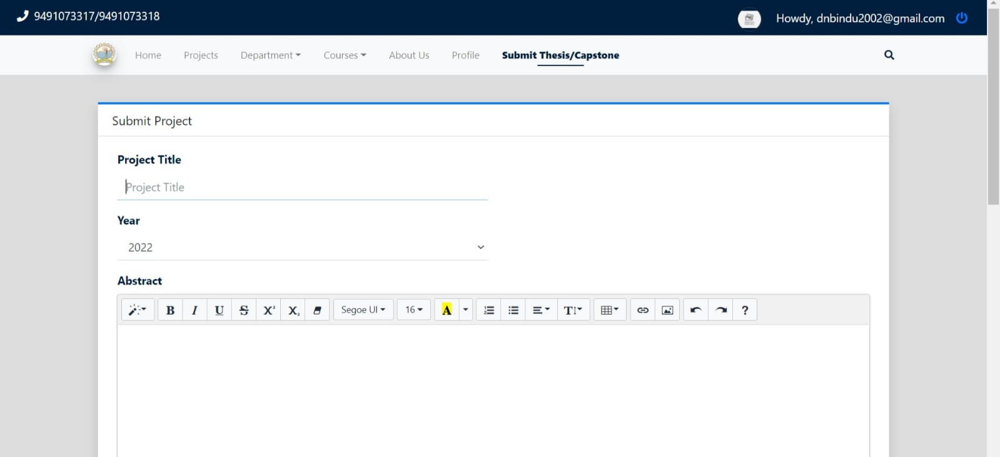 9491073317/9491073318
Howdy, dnbindu2002@gmail.com
Home Projects Department Courses About Us Profile Submit Thesis/Capstone
Submit Project
Project Title
Project Title
Year
2022
Abstract
B I U S X² X, Segoe UI 16 A T ?